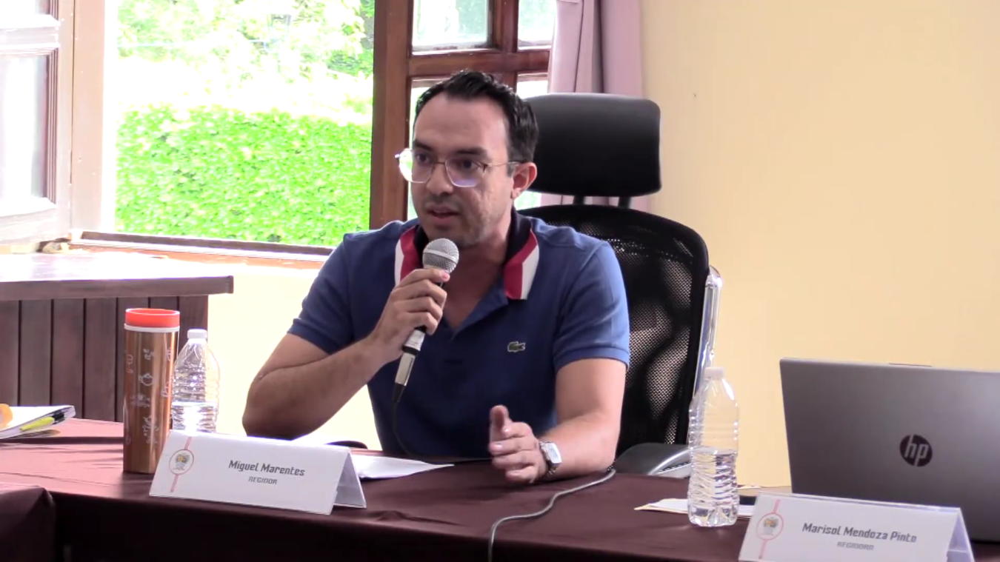 Miguel Marentes
REGIDOR
hp
Marisol Mendoza Pinto
REGIDORA